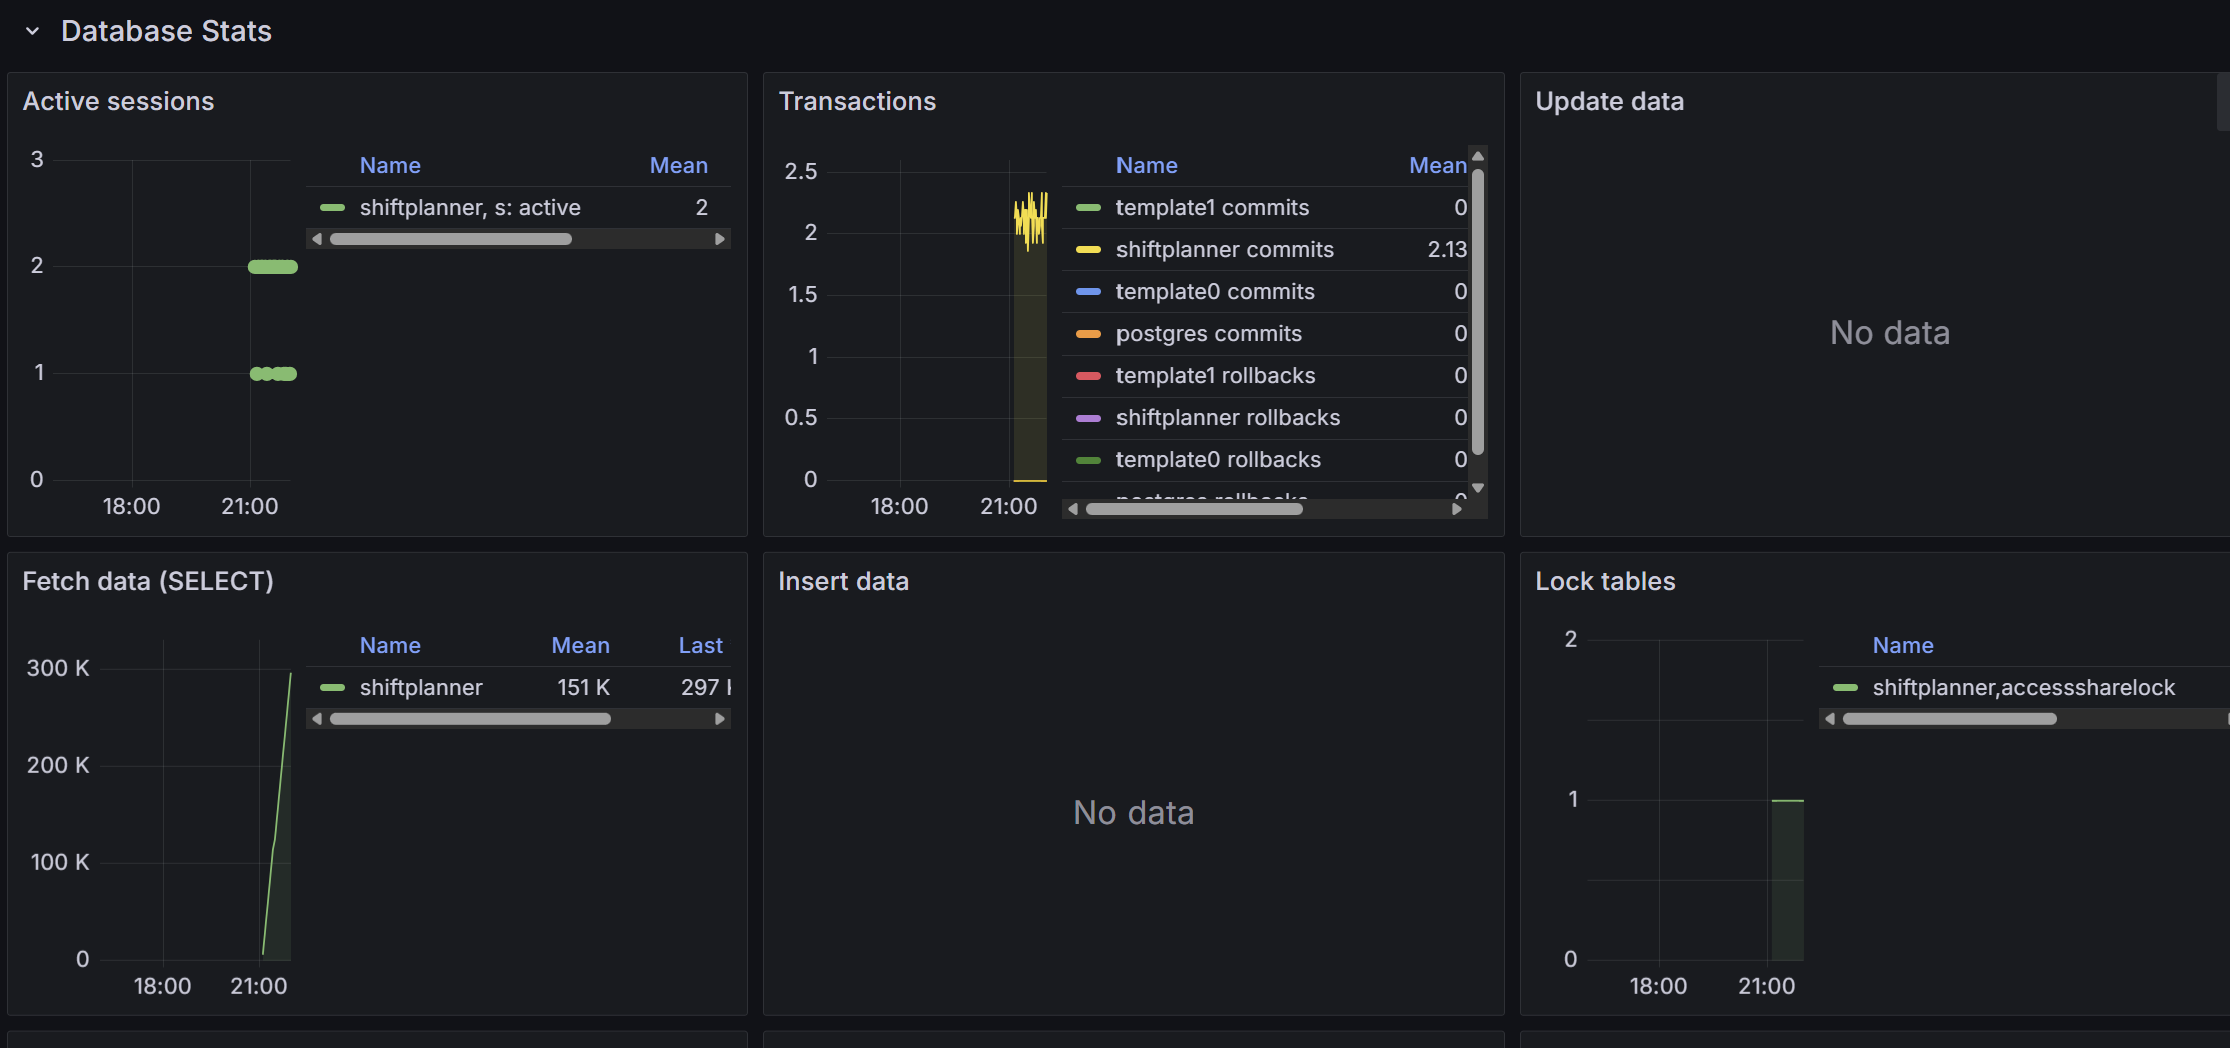 Database Stats
Active sessions
3
2
1
0
18:00 21:00
Name Mean
shiftplanner, s: active 2
Transactions
2.5
2
1.5
1
0.5
0
18:00 21:00
Name Mean
template1 commits 0
shiftplanner commits 2.13
template0 commits 0
postgres commits 0
template1 rollbacks 0
shiftplanner rollbacks 0
template0 rollbacks 0
postgres rollbacks 0
Update data
No data
Fetch data (SELECT)
300 K
200 K
100 K
0
18:00 21:00
Name Mean Last
shiftplanner 151 K 297 K
Insert data
No data
Lock tables
2
1
0
18:00 21:00
Name
shiftplanner,accesssharelock